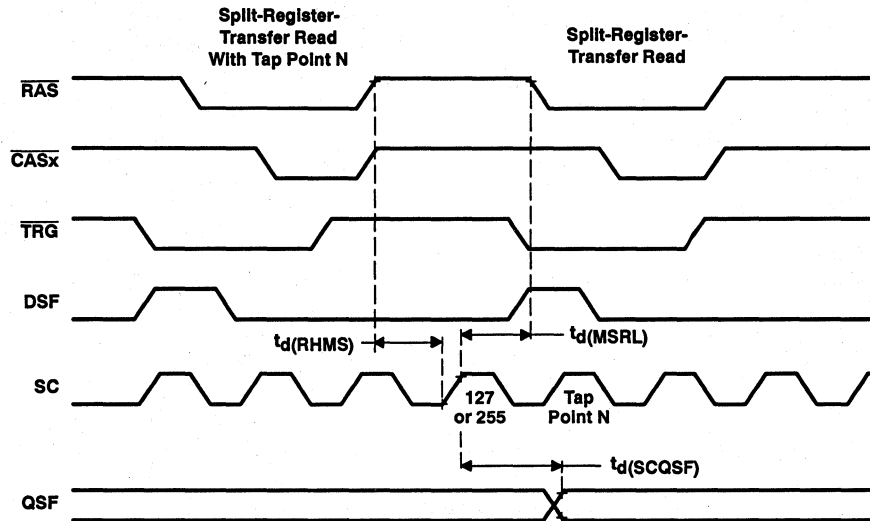 Split-Register-
Transfer Read
With Tap Point N
Split-Register-
Transfer Read
RAS
CASx
TRG
DSF
td(RHMS)
td(MSRL)
SC
127
or 255
Tap
Point N
td(SCQSF)
QSF